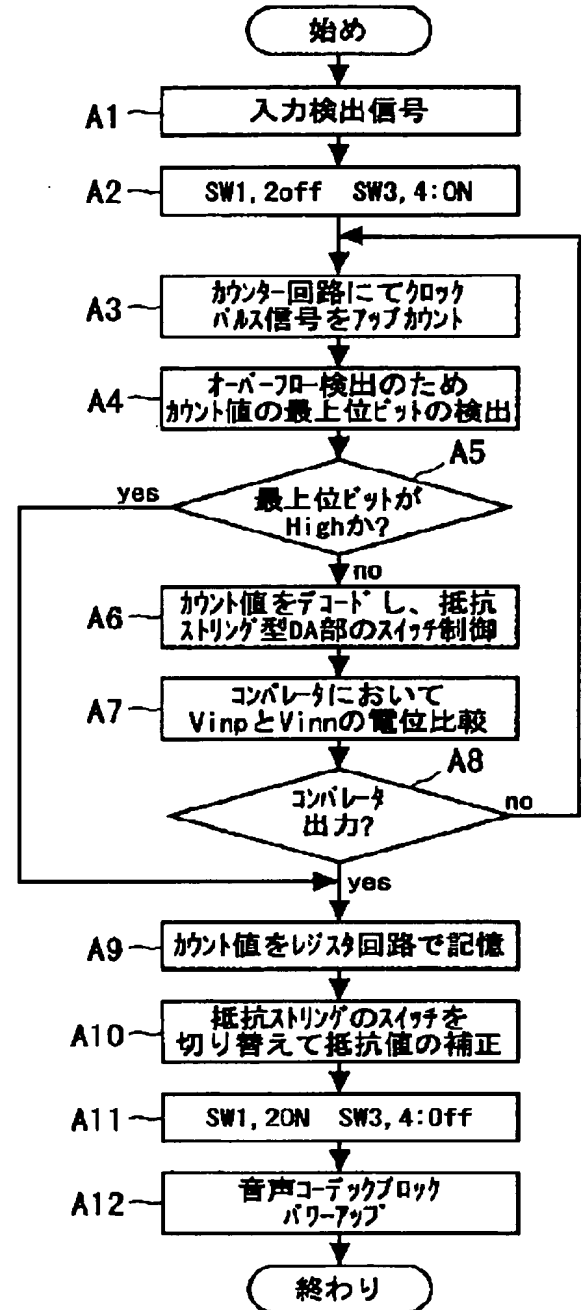 始め
A1
入力検出信号
A2
SW1,2off SW3,4:ON
A3
カウンター回路にてクロック
パルス信号をアップカウント
A4
オーバーフロー検出のため
カウント値の最上位ビットの検出
A5
最上位ビットが
Highか?
yes
no
A6
カウント値をデコードし、抵抗
ストリング型DA部のスイッチ制御
A7
コンパレータにおいて
VinpとVinnの電位比較
A8
コンパレータ
出力?
no
yes
A9
カウント値をレジスタ回路で記憶
A10
抵抗ストリングのスイッチを
切り替えて抵抗値の補正
A11
SW1,2ON SW3,4:Off
A12
音声コーデックブロック
パワーアップ
終わり